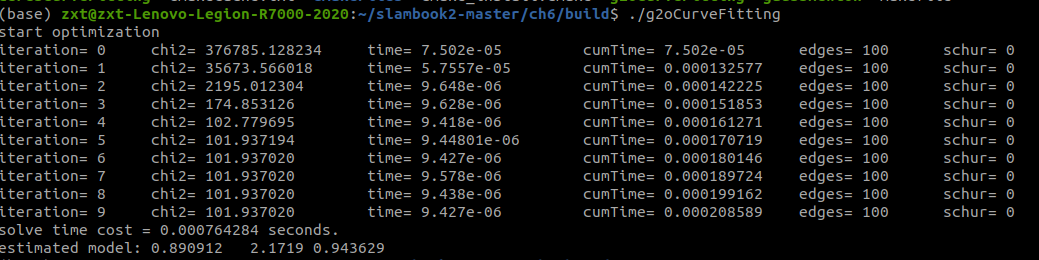 (base) zxt@zxt-Lenovo-Legion-R7000-2020:~/slambook2-master/ch6/build$ ./g2oCurveFitting
start optimization
iteration= 0 chi2= 376785.128234 time= 7.502e-05 cumTime= 7.502e-05 edges= 100 schur= 0
iteration= 1 chi2= 35673.566018 time= 5.7557e-05 cumTime= 0.000132577 edges= 100 schur= 0
iteration= 2 chi2= 2195.012304 time= 9.648e-06 cumTime= 0.000142225 edges= 100 schur= 0
iteration= 3 chi2= 174.853126 time= 9.628e-06 cumTime= 0.000151853 edges= 100 schur= 0
iteration= 4 chi2= 102.779695 time= 9.418e-06 cumTime= 0.000161271 edges= 100 schur= 0
iteration= 5 chi2= 101.937194 time= 9.44801e-06 cumTime= 0.000170719 edges= 100 schur= 0
iteration= 6 chi2= 101.937020 time= 9.427e-06 cumTime= 0.000180146 edges= 100 schur= 0
iteration= 7 chi2= 101.937020 time= 9.578e-06 cumTime= 0.000189724 edges= 100 schur= 0
iteration= 8 chi2= 101.937020 time= 9.438e-06 cumTime= 0.000199162 edges= 100 schur= 0
iteration= 9 chi2= 101.937020 time= 9.427e-06 cumTime= 0.000208589 edges= 100 schur= 0
solve time cost = 0.000764284 seconds.
estimated model: 0.890912 2.1719 0.943629